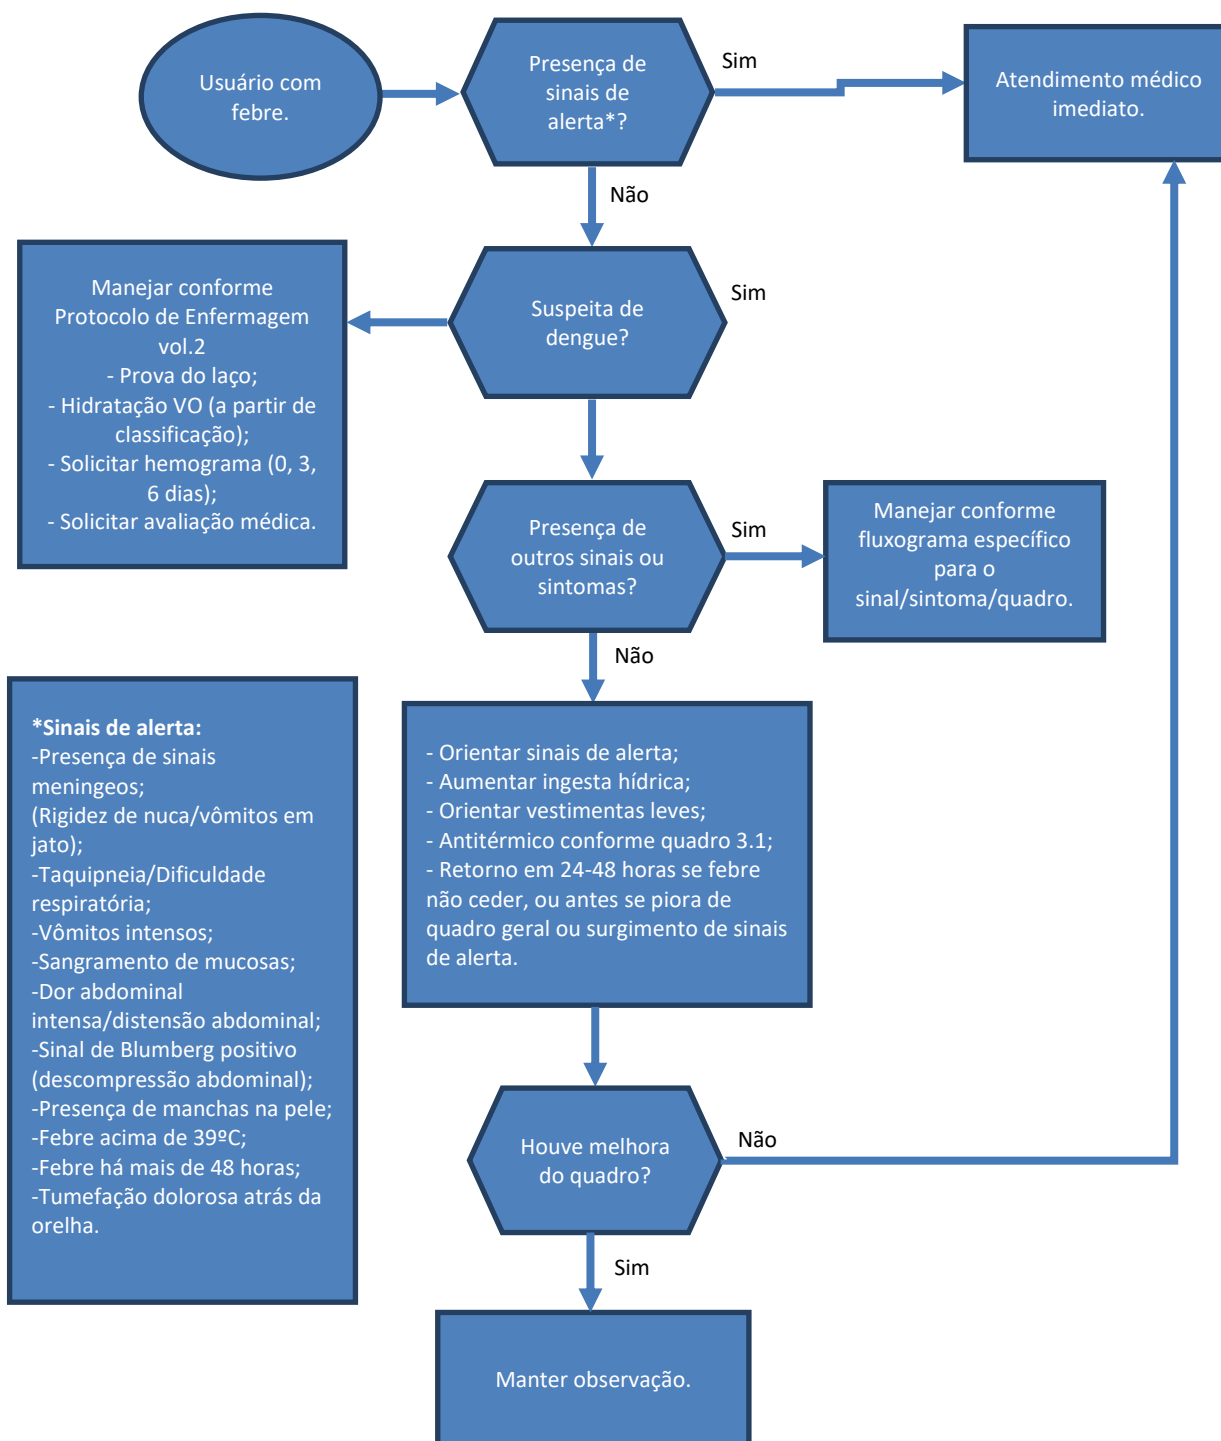 Usuário com
febre.
Presença de
sinais de
alerta*?
Sim
Atendimento médico
imediato.
Não
Manejar conforme
Protocolo de Enfermagem
vol.2
- Prova do laço;
- Hidratação VO (a partir de
classificação);
- Solicitar hemograma (0, 3,
6 dias);
- Solicitar avaliação médica.
Suspeita de
dengue?
Sim
Presença de
outros sinais ou
sintomas?
Sim
Manejar conforme
fluxograma específico
para o
sinal/sintoma/quadro.
Não
*Sinais de alerta:
-Presença de sinais
meningeos;
(Rigidez de nuca/vômitos em
jato);
-Taquipneia/Dificuldade
respiratória;
-Vômitos intensos;
-Sangramento de mucosas;
-Dor abdominal
intensa/distensão abdominal;
-Sinal de Blumberg positivo
(descompressão abdominal);
-Presença de manchas na pele;
-Febre acima de 39ºC;
-Febre há mais de 48 horas;
-Tumefação dolorosa atrás da
orelha.
- Orientar sinais de alerta;
- Aumentar ingesta hídrica;
- Orientar vestimentas leves;
- Antitérmico conforme quadro 3.1;
- Retorno em 24-48 horas se febre
não ceder, ou antes se piora de
quadro geral ou surgimento de sinais
de alerta.
Houve melhora
do quadro?
Não
Sim
Manter observação.